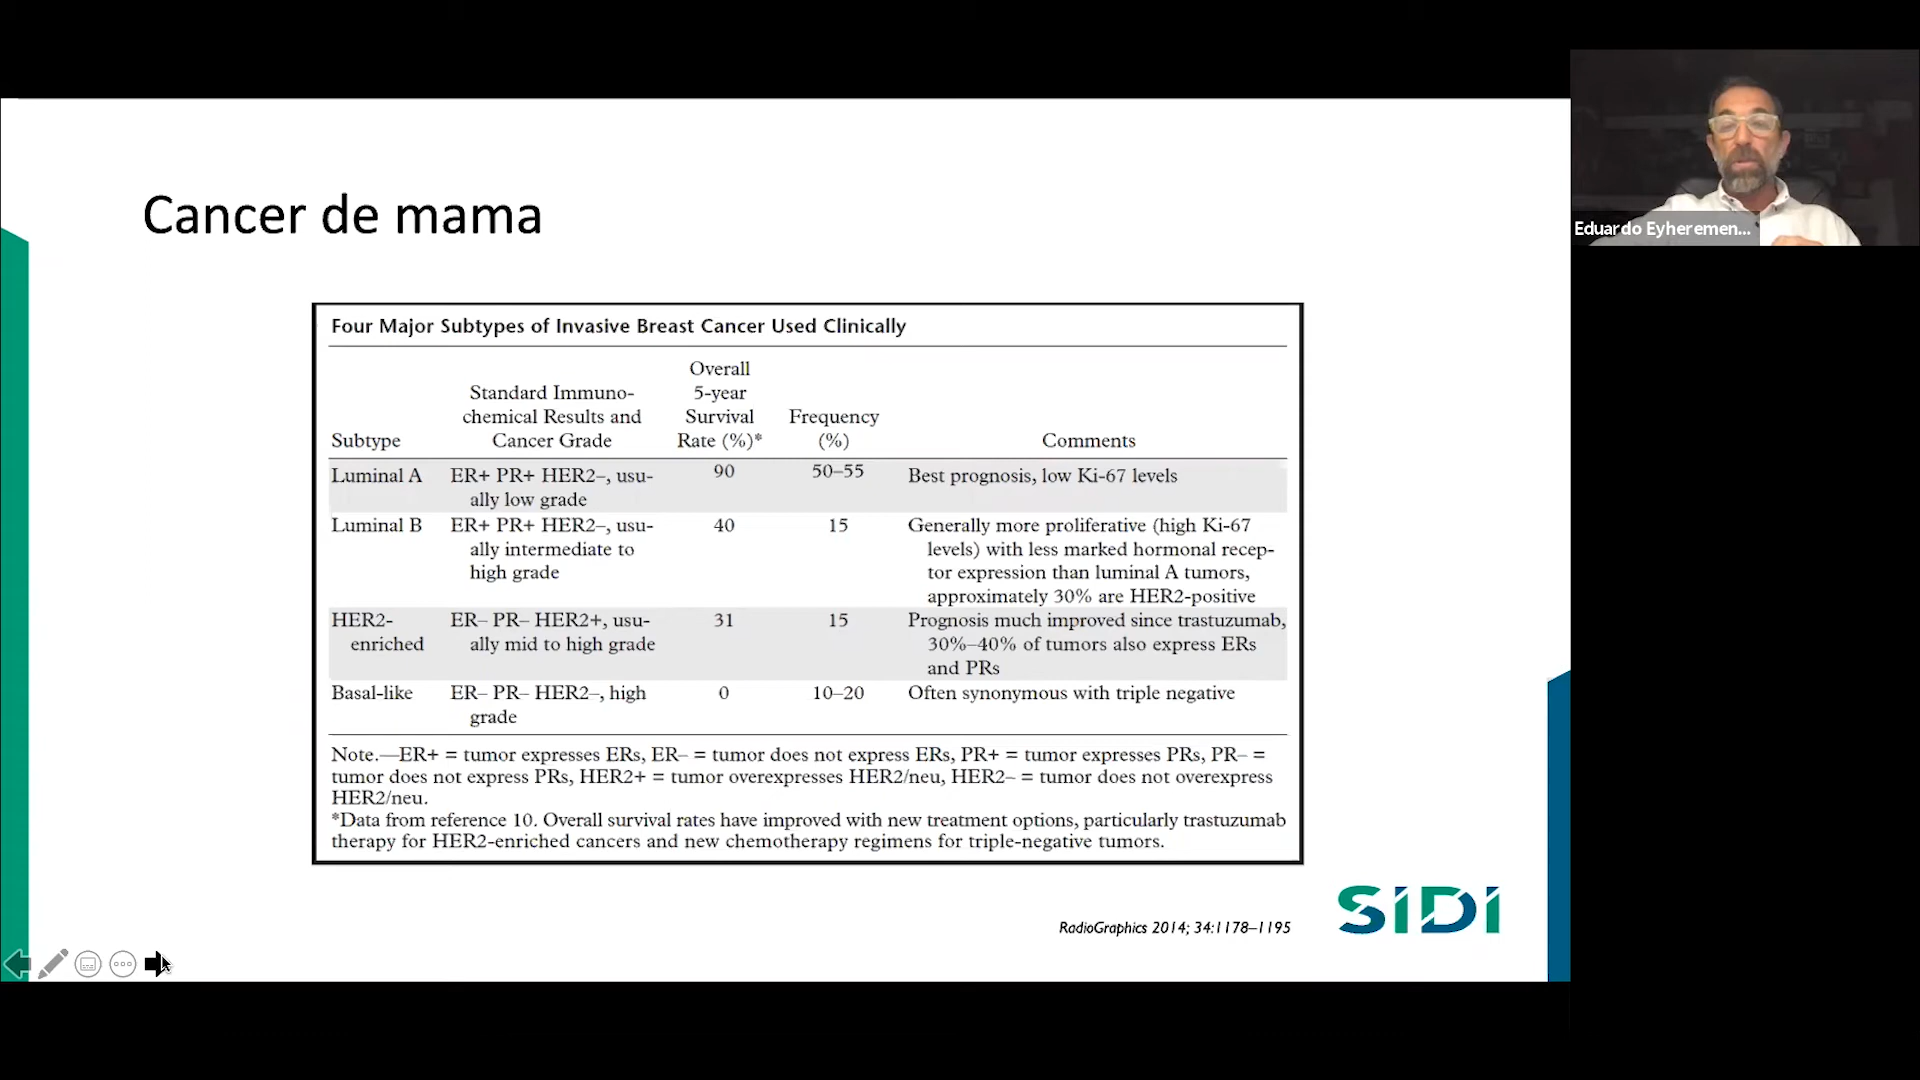 Cancer de mama
Eduardo Eyheremen...
Four Major Subtypes of Invasive Breast Cancer Used Clinically
Subtype
Standard Immuno-
chemical Results and
Cancer Grade
Overall
5-year
Survival
Rate (%)*
Frequency
(%)
Comments
Luminal A
ER+ PR+ HER2–, usu-
ally low grade
90
50–55
Best prognosis, low Ki-67 levels
Luminal B
ER+ PR+ HER2–, usu-
ally intermediate to
high grade
40
15
Generally more proliferative (high Ki-67
levels) with less marked hormonal recep-
tor expression than luminal A tumors,
approximately 30% are HER2-positive
HER2-
enriched
ER– PR– HER2+, usu-
ally mid to high grade
31
15
Prognosis much improved since trastuzumab,
30%–40% of tumors also express ERs
and PRs
Basal-like
ER– PR– HER2–, high
grade
0
10–20
Often synonymous with triple negative
Note.—ER+ = tumor expresses ERs, ER– = tumor does not express ERs, PR+ = tumor expresses PRs, PR– =
tumor does not express PRs, HER2+ = tumor overexpresses HER2/neu, HER2– = tumor does not overexpress
HER2/neu.
*Data from reference 10. Overall survival rates have improved with new treatment options, particularly trastuzumab
therapy for HER2-enriched cancers and new chemotherapy regimens for triple-negative tumors.
RadioGraphics 2014; 34:1178–1195
SiDi